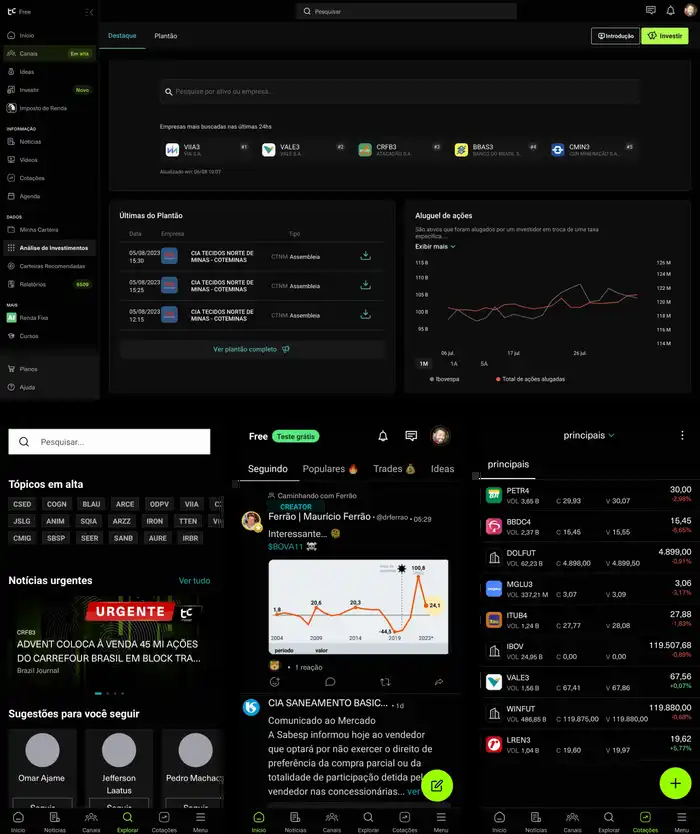 tc Free
Pesquisar
Início
Canais Em alta
Ideas
Investir Novo
Imposto de Renda
INFORMAÇÃO
Notícias
Vídeos
Cotações
Agenda
DADOS
Minha Carteira
Análise de Investimentos
Carteiras Recomendadas
Relatórios 6509
MAIS
Renda Fixa
Cursos
Planos
Ajuda
Destaque Plantão
Introdução Investir
Pesquise por ativo ou empresa...
Empresas mais buscadas nas últimas 24hs
VIIA3 #1 VALE3 #2 CRFB3 #3 BBAS3 #4 CMIN3 #5
VIA S.A. VALE S.A. ATACADÃO S.A. BANCO DO BRASIL S. CSN MINERAÇÃO S.A.
Atualizado em: 06/08 10:07
Últimas do Plantão
Data Empresa Tipo
05/08/2023 15:30 CIA TECIDOS NORTE DE MINAS - COTEMINAS CTNM Assembleia
05/08/2023 15:25 CIA TECIDOS NORTE DE MINAS - COTEMINAS CTNM Assembleia
05/08/2023 12:15 CIA TECIDOS NORTE DE MINAS - COTEMINAS CTNM Assembleia
Ver plantão completo
Aluguel de ações
São ativos que foram alugados por um investidor em troca de uma taxa
específica...
Exibir mais
115 B 126 M
124 M
110 B 122 M
105 B 120 M
100 B 118 M
95 B 116 M
114 M
06 jul. 17 jul. 26 jul.
1M 1A 5A
Ibovespa Total de ações alugadas
Pesquisar...
Tópicos em alta
CSED COGN BLAU ARCE ODPV VIIA
JSLG ANIM SQIA ARZZ IRON TTEN
CMIG SBSP SEER SANB AURE IRBR
Notícias urgentes Ver tudo
URGENTE tc
CRFB3
ADVENT COLOCA À VENDA 45 MI AÇÕES
DO CARREFOUR BRASIL EM BLOCK TRA...
Brazil Journal
Sugestões para você seguir
Omar Ajame Jefferson Laatus Pedro Machac
Seguir Seguir Seguir
Início Notícias Canais Explorar Cotações Menu
Free Teste grátis
Seguindo Populares 🔥 Trades 💰 Ideas
Caminhando com Ferrão
CREATOR
Ferrão | Maurício Ferrão • @drferrao • 05:29
Interessante...
$BOVA11 ☠️
100,8
1,8 20,6 20,3 24,1
-44,5
2004 2009 2014 2019 2023*
período valor
• 1 reação
CIA SANEAMENTO BASIC... • 1d
Comunicado ao Mercado
A Sabesp informou hoje ao vendedor
que optará por não exercer o direito de
preferência da compra parcial ou da
totalidade de participação detida pel
vendedor nas concessionárias... ver
Início Notícias Canais Explorar Cotações Menu
principais
principais
PETR4 30,00
VOL 3,65 B C 29,93 V 30,07 -2,98%
BBDC4 15,45
VOL 2,37 B C 15,45 V 15,55 -5,65%
DOLFUT 4.899,00
VOL 62,23 B C 4.898,00 V 4.899,50 -0,91%
MGLU3 3,06
VOL 337,21 M C 3,07 V 3,09 -3,17%
ITUB4 27,88
VOL 1,24 B C 27,77 V 28,08 -1,83%
IBOV 119.507,68
VOL 24,95 B C 0,00 V 0,00 -0,89%
VALE3 67,56
VOL 1,56 B C 67,41 V 67,86 +0,07%
WINFUT 119.880,00
VOL 486,85 B C 119.875,00 V 119.880,00 -0,68%
LREN3 19,62
VOL 1,04 B C 19,60 V 19,97 +5,77%
Início Notícias Canais Explorar Cotações Menu